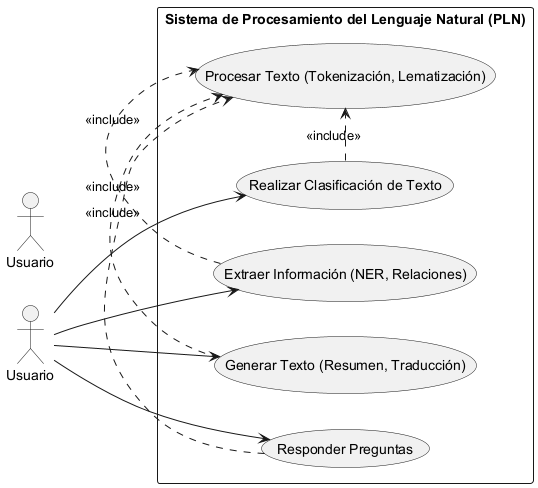 Sistema de Procesamiento del Lenguaje Natural (PLN)
Procesar Texto (Tokenización, Lematización)
«include»
«include»
Realizar Clasificación de Texto
«include»
«include»
Usuario
Extraer Información (NER, Relaciones)
Usuario
Generar Texto (Resumen, Traducción)
Responder Preguntas